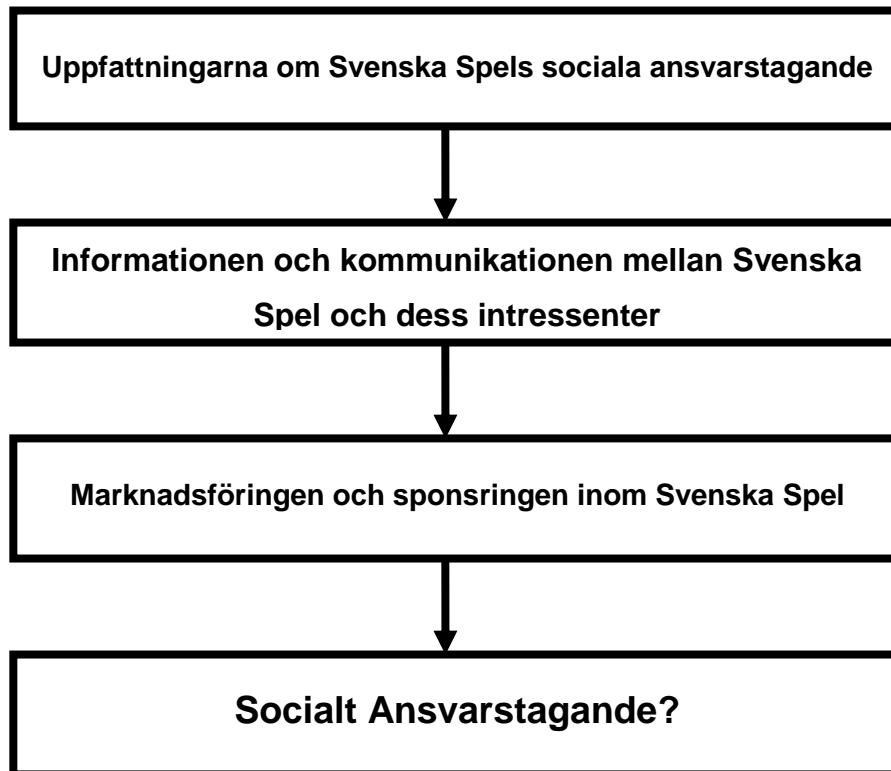 Uppfattningarna om Svenska Spels sociala ansvarstagande
Informationen och kommunikationen mellan Svenska
Spel och dess intressenter
Marknadsföringen och sponsringen inom Svenska Spel
Socialt Ansvarstagande?